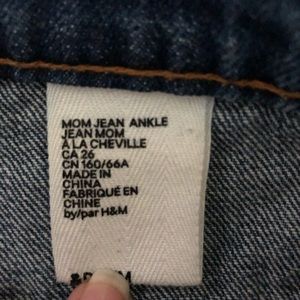 MOM JEAN ANKLE
JEAN MOM
À LA CHEVILLE
CA 26
CN 160/66A
MADE IN
CHINA
FABRIQUÉ EN
CHINE
by/par H&M